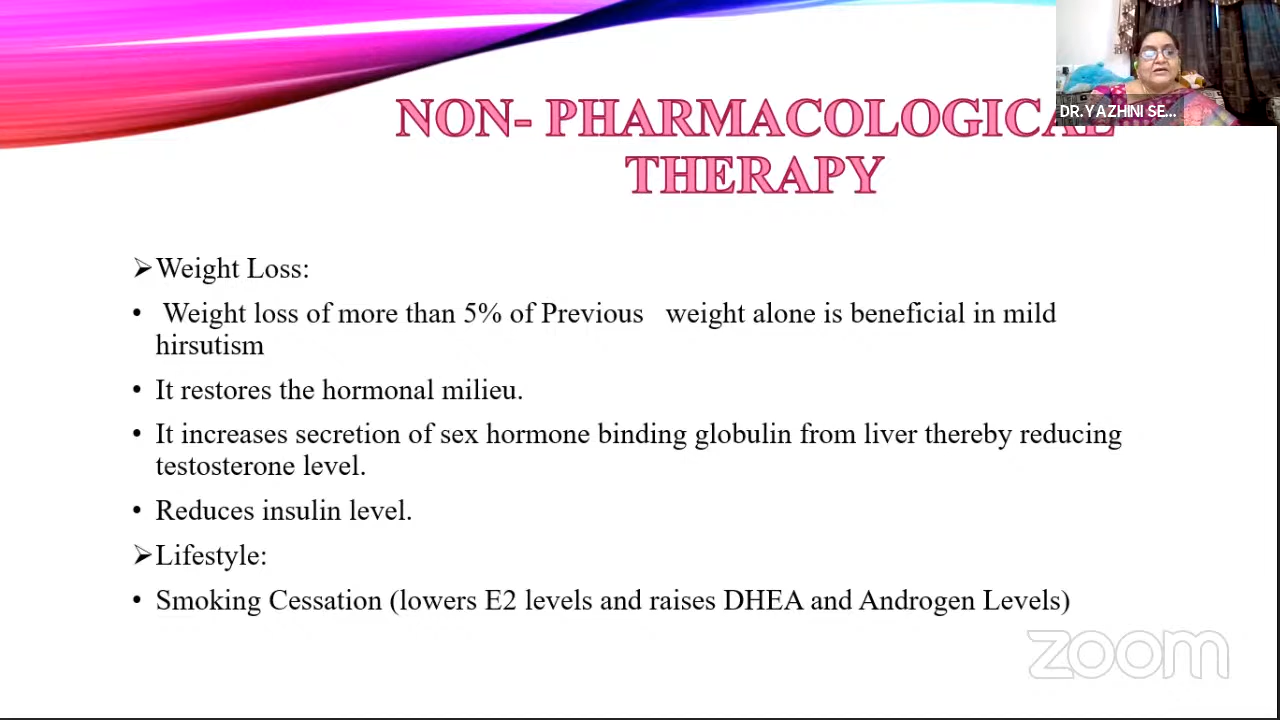 NON- PHARMACOLOGICAL
THERAPY
DR.YAZHINI SE...
➢Weight Loss:
• Weight loss of more than 5% of Previous weight alone is beneficial in mild
hirsutism
• It restores the hormonal milieu.
• It increases secretion of sex hormone binding globulin from liver thereby reducing
testosterone level.
• Reduces insulin level.
➢Lifestyle:
• Smoking Cessation (lowers E2 levels and raises DHEA and Androgen Levels)
zoom